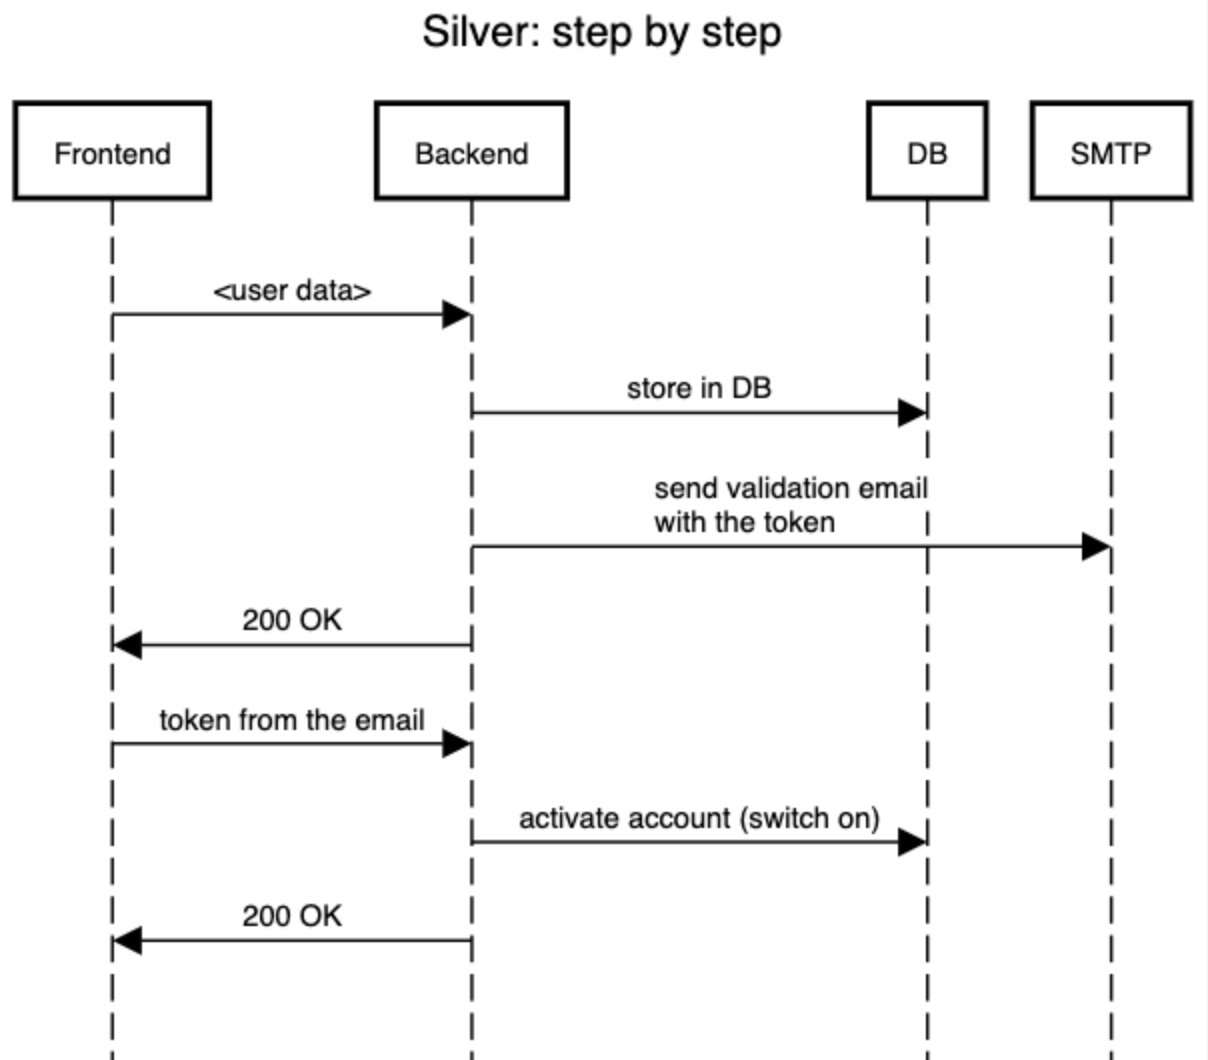 Silver: step by step
Frontend
Backend
DB
SMTP
<user data>
store in DB
send validation email
with the token
200 OK
token from the email
activate account (switch on)
200 OK